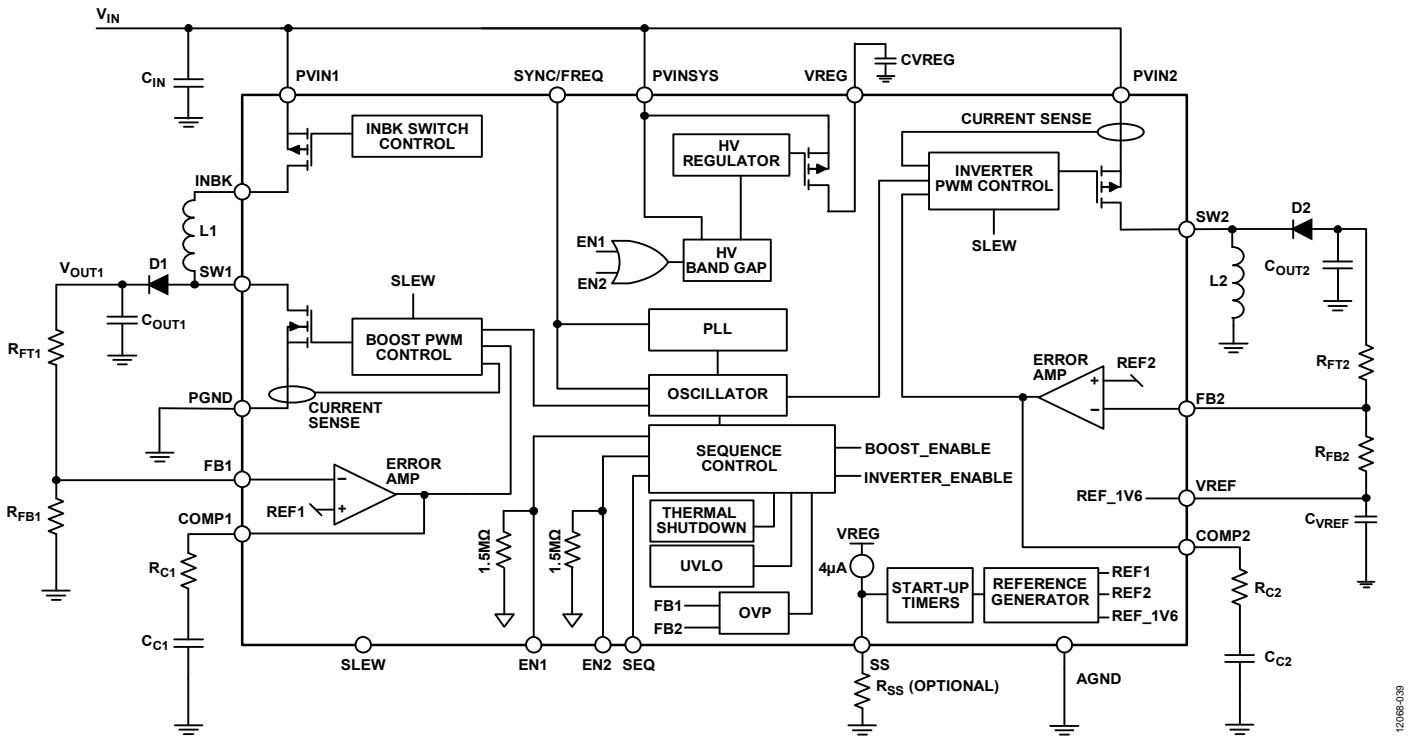 VIN
CIN
PVIN1
SYNC/FREQ
PVINSYS
VREG
CVREG
PVIN2
INBK SWITCH
CONTROL
HV
REGULATOR
CURRENT SENSE
INVERTER
PWM CONTROL
INBK
L1
SLEW
SW2
D2
EN1
EN2
HV
BAND GAP
VOUT1
D1
SW1
SLEW
L2
COUT2
COUT1
RFT1
BOOST PWM
CONTROL
PLL
OSCILLATOR
ERROR
AMP
REF2
+
−
RFT2
PGND
CURRENT
SENSE
FB2
SEQUENCE
CONTROL
BOOST_ENABLE
INVERTER_ENABLE
RFB2
FB1
ERROR
AMP
−
+
REF1
RFB1
COMP1
REF_1V6
VREF
CVREF
COMP2
THERMAL
SHUTDOWN
UVLO
OVP
FB1
FB2
1.5MΩ
1.5MΩ
VREG
4µA
START-UP
TIMERS
REFERENCE
GENERATOR
REF1
REF2
REF_1V6
RC1
CC1
RC2
CC2
SLEW
EN1
EN2
SEQ
SS
RSS (OPTIONAL)
AGND
12068-039